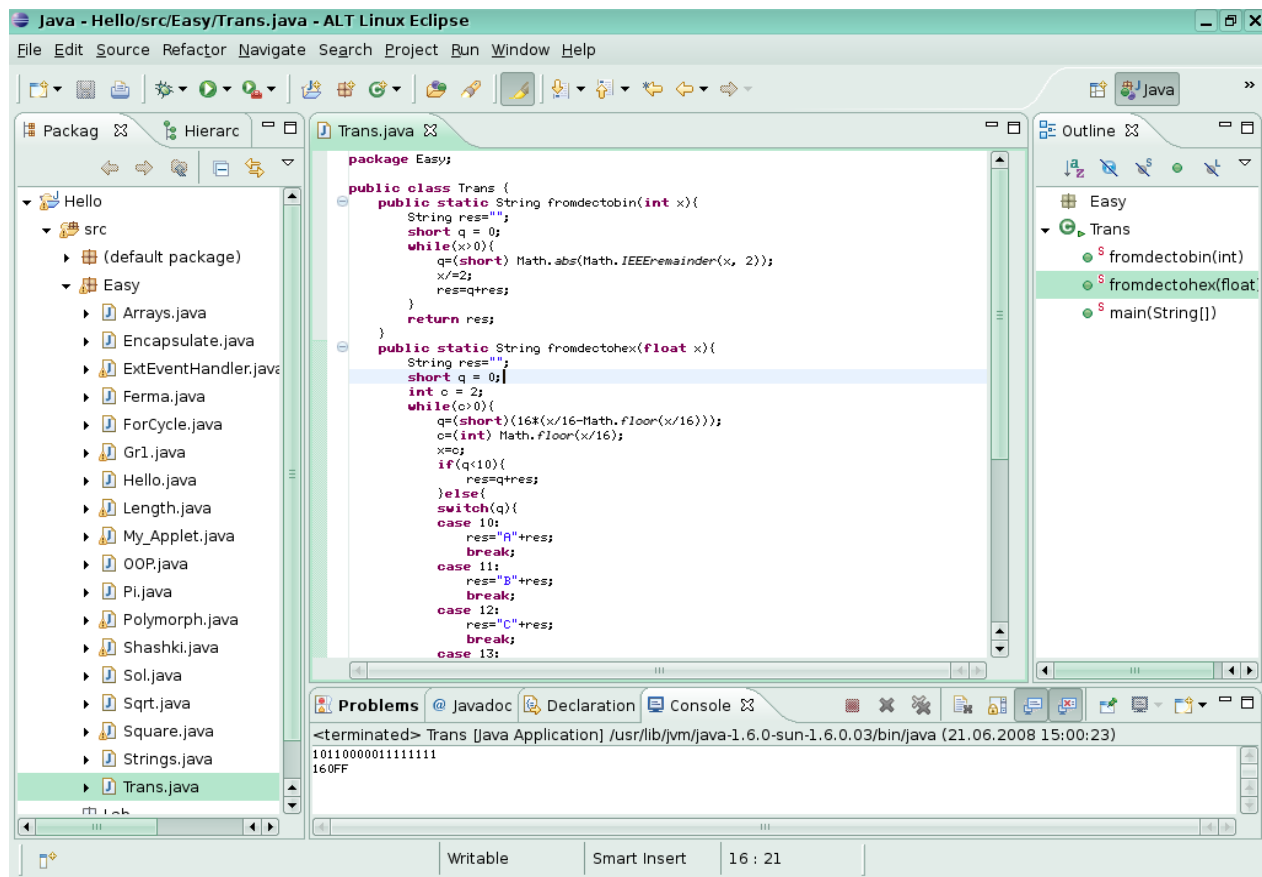 Java - Hello/src/Easy/Trans.java - ALT Linux Eclipse
File Edit Source Refactor Navigate Search Project Run Window Help
Java »
Packag Hierarc
Hello
src
(default package)
Easy
Arrays.java
Encapsulate.java
ExtEventHandler.java
Ferma.java
ForCycle.java
Gr1.java
Hello.java
Length.java
My_Applet.java
OOP.java
Pi.java
Polymorph.java
Shashki.java
Sol.java
Sqrt.java
Square.java
Strings.java
Trans.java
Trans.java
package Easy;
public class Trans {
public static String fromdectobin(int x){
String res="";
short q = 0;
while(x>0){
q=(short) Math.abs(Math.IEEEremainder(x, 2));
x/=2;
res=q+res;
}
return res;
}
public static String fromdectohex(float x){
String res="";
short q = 0;
int c = 2;
while(c>0){
q=(short)(16*(x/16-Math.floor(x/16)));
c=(int) Math.floor(x/16);
x=c;
if(q<10){
res=q+res;
}else{
switch(q){
case 10:
res="A"+res;
break;
case 11:
res="B"+res;
break;
case 12:
res="C"+res;
break;
case 13:
Outline
Easy
Trans
fromdectobin(int)
fromdectohex(float
main(String[])
Problems @ Javadoc Declaration Console
<terminated> Trans [Java Application] /usr/lib/jvm/java-1.6.0-sun-1.6.0.03/bin/java (21.06.2008 15:00:23)
10110000011111111
160FF
Writable Smart Insert 16 : 21